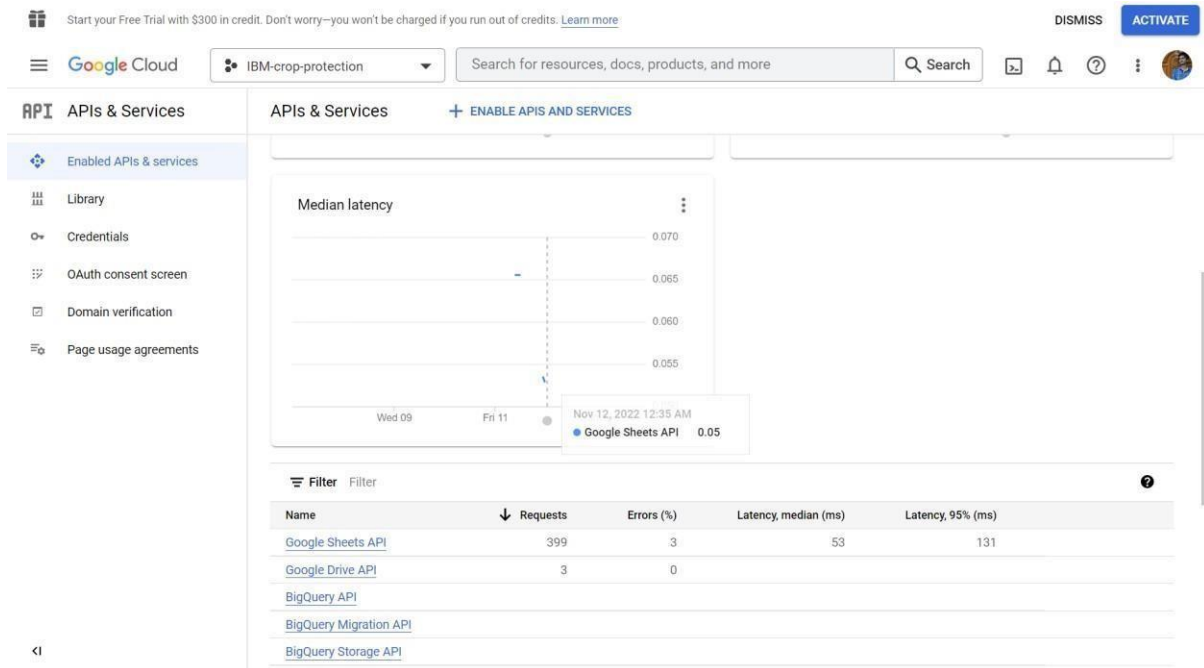 Start your Free Trial with $300 in credit. Don't worry—you won't be charged if you run out of credits. Learn more
DISMISS
ACTIVATE
Google Cloud
IBM-crop-protection
Search for resources, docs, products, and more
Search
API APIs & Services
APIs & Services
+ ENABLE APIS AND SERVICES
Enabled APIs & services
Library
Credentials
OAuth consent screen
Domain verification
Page usage agreements
Median latency
0.070
0.065
0.060
0.055
Wed 09
Fri 11
Nov 12, 2022 12:35 AM
Google Sheets API 0.05
Filter Filter
Name Requests Errors (%) Latency, median (ms) Latency, 95% (ms)
Google Sheets API 399 3 53 131
Google Drive API 3 0
BigQuery API
BigQuery Migration API
BigQuery Storage API